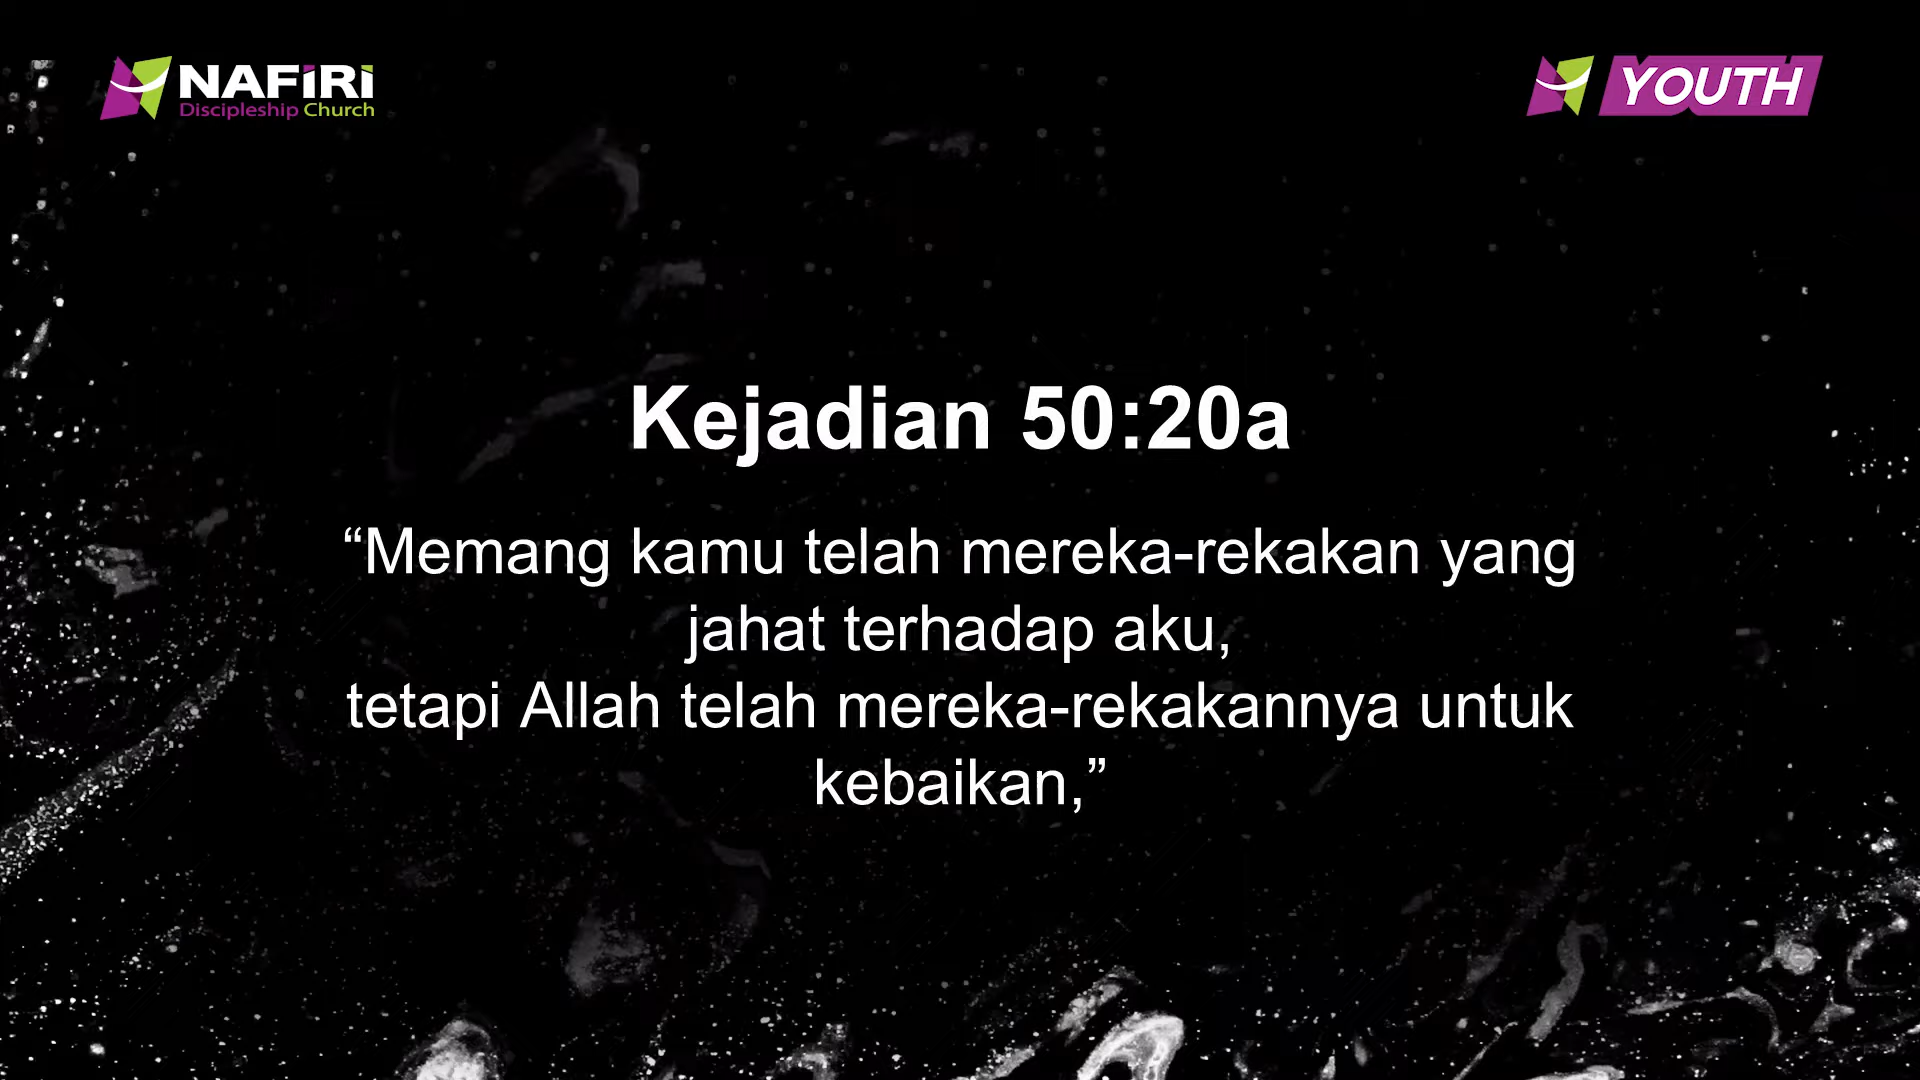 NAFIRI
Discipleship Church
YOUTH
Kejadian 50:20a
“Memang kamu telah mereka-rekakan yang
jahat terhadap aku,
tetapi Allah telah mereka-rekakannya untuk
kebaikan,”